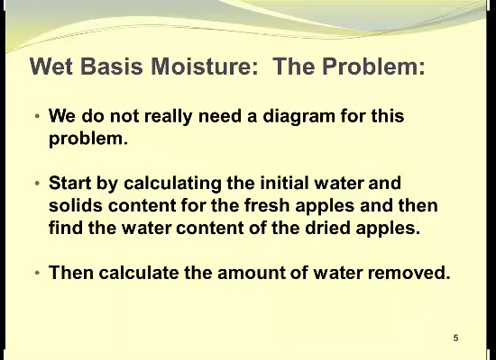 Wet Basis Moisture:  The Problem:
• We do not really need a diagram for this
problem.
• Start by calculating the initial water and
solids content for the fresh apples and then
find the water content of the dried apples.
• Then calculate the amount of water removed.
5